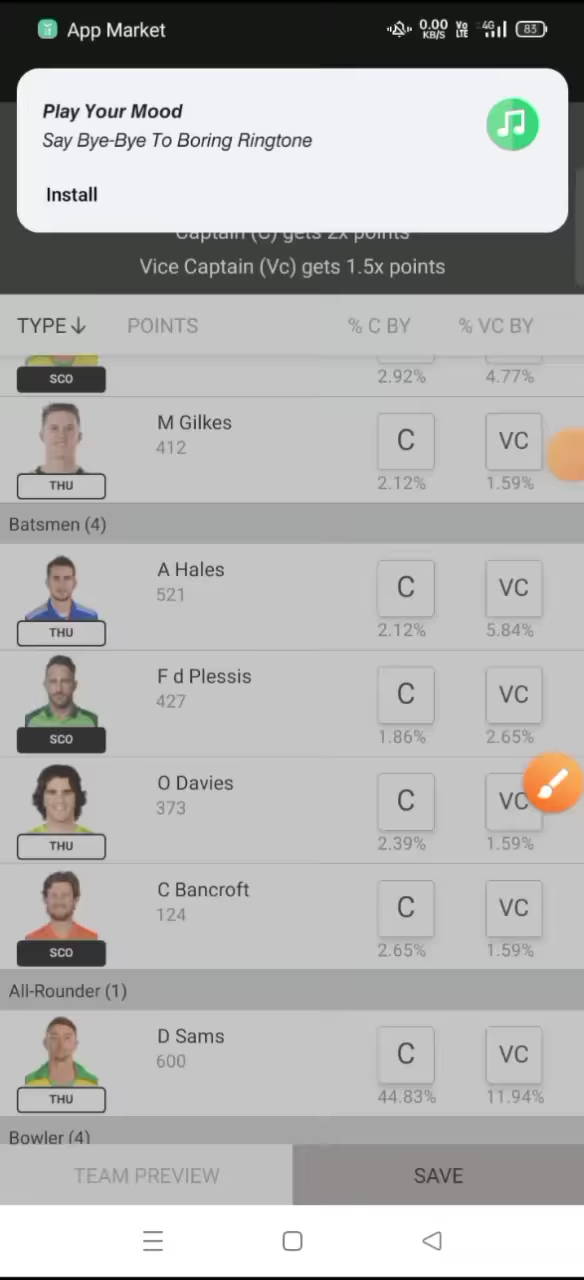 App Market
0.00 KB/S Vo LTE 4G 83
Play Your Mood
Say Bye-Bye To Boring Ringtone
Install
Captain (C) gets 2x points
Vice Captain (Vc) gets 1.5x points
TYPE POINTS % C BY % VC BY
SCO 2.92% 4.77%
M Gilkes
412
C VC
THU 2.12% 1.59%
Batsmen (4)
A Hales
521
C VC
THU 2.12% 5.84%
F d Plessis
427
C VC
SCO 1.86% 2.65%
O Davies
373
C VC
THU 2.39% 1.59%
C Bancroft
124
C VC
SCO 2.65% 1.59%
All-Rounder (1)
D Sams
600
C VC
THU 44.83% 11.94%
Bowler (4)
TEAM PREVIEW SAVE